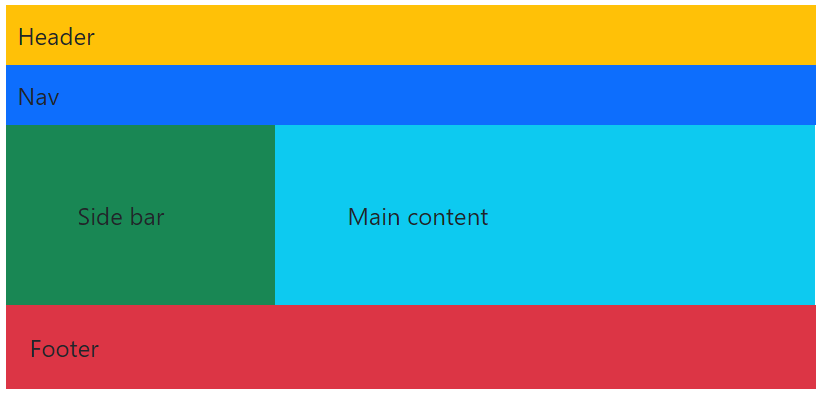 Header
Nav
Side bar
Main content
Footer